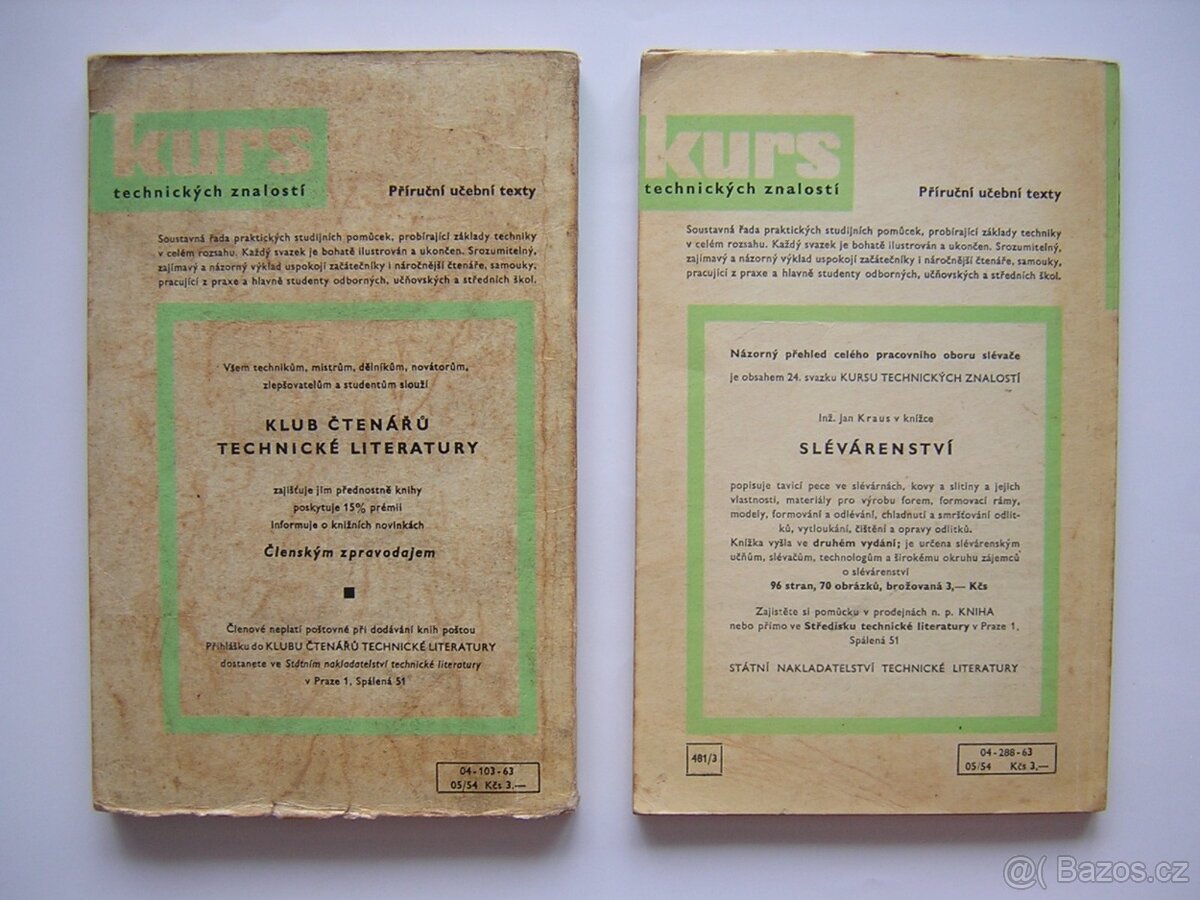 kurs
technických znalostí
Příruční učební texty
Soustavná řada praktických studijních pomůcek, probírající základy techniky
v celém rozsahu. Každý svazek je bohatě ilustrován a ukončen. Srozumitelný,
zajímavý a názorný výklad uspokojí začátečníky i náročnější čtenáře, samouky,
pracující z praxe a hlavně studenty odborných, učňovských a středních škol.
Všem technikům, mistrům, dělníkům, novátorům,
zlepšovatelům a studentům slouží
KLUB ČTENÁŘŮ
TECHNICKÉ LITERATURY
zajišťuje jim přednostně knihy
poskytuje 15% prémii
informuje o knižních novinkách
Členským zpravodajem
Členové neplatí poštovné při dodávání knih poštou
Přihlášku do KLUBU ČTENÁŘŮ TECHNICKÉ LITERATURY
dostanete ve Státním nakladatelství technické literatury
v Praze 1, Spálená 51
04-103-63
05/54 Kčs 3.—
kurs
technických znalostí
Příruční učební texty
Soustavná řada praktických studijních pomůcek, probírající základy techniky
v celém rozsahu. Každý svazek je bohatě ilustrován a ukončen. Srozumitelný,
zajímavý a názorný výklad uspokojí začátečníky i náročnější čtenáře, samouky,
pracující z praxe a hlavně studenty odborných, učňovských a středních škol.
Názorný přehled celého pracovního oboru slévače
je obsahem 24. svazku KURSU TECHNICKÝCH ZNALOSTÍ
Inž. Jan Kraus v knížce
SLÉVÁRENSTVÍ
popisuje tavicí pece ve slévárnách, kovy a slitiny a jejich
vlastnosti, materiály pro výrobu forem, formovací rámy,
modely, formování a odlévání, chladnutí a smršťování odlit-
ků, vytloukání, čištění a opravy odlitků.
Knížka vyšla ve druhém vydání; je určena slévárenským
učňům, slévačům, technologům a širokému okruhu zájemců
o slévárenství
96 stran, 70 obrázků, brožovaná 3,— Kčs
Zajistěte si pomůcku v prodejnách n. p. KNIHA
nebo přímo ve Středisku technické literatury v Praze 1,
Spálená 51
STÁTNÍ NAKLADATELSTVÍ TECHNICKÉ LITERATURY
481/3
04-288-63
05/54 Kčs 3.—
@( Bazos.cz